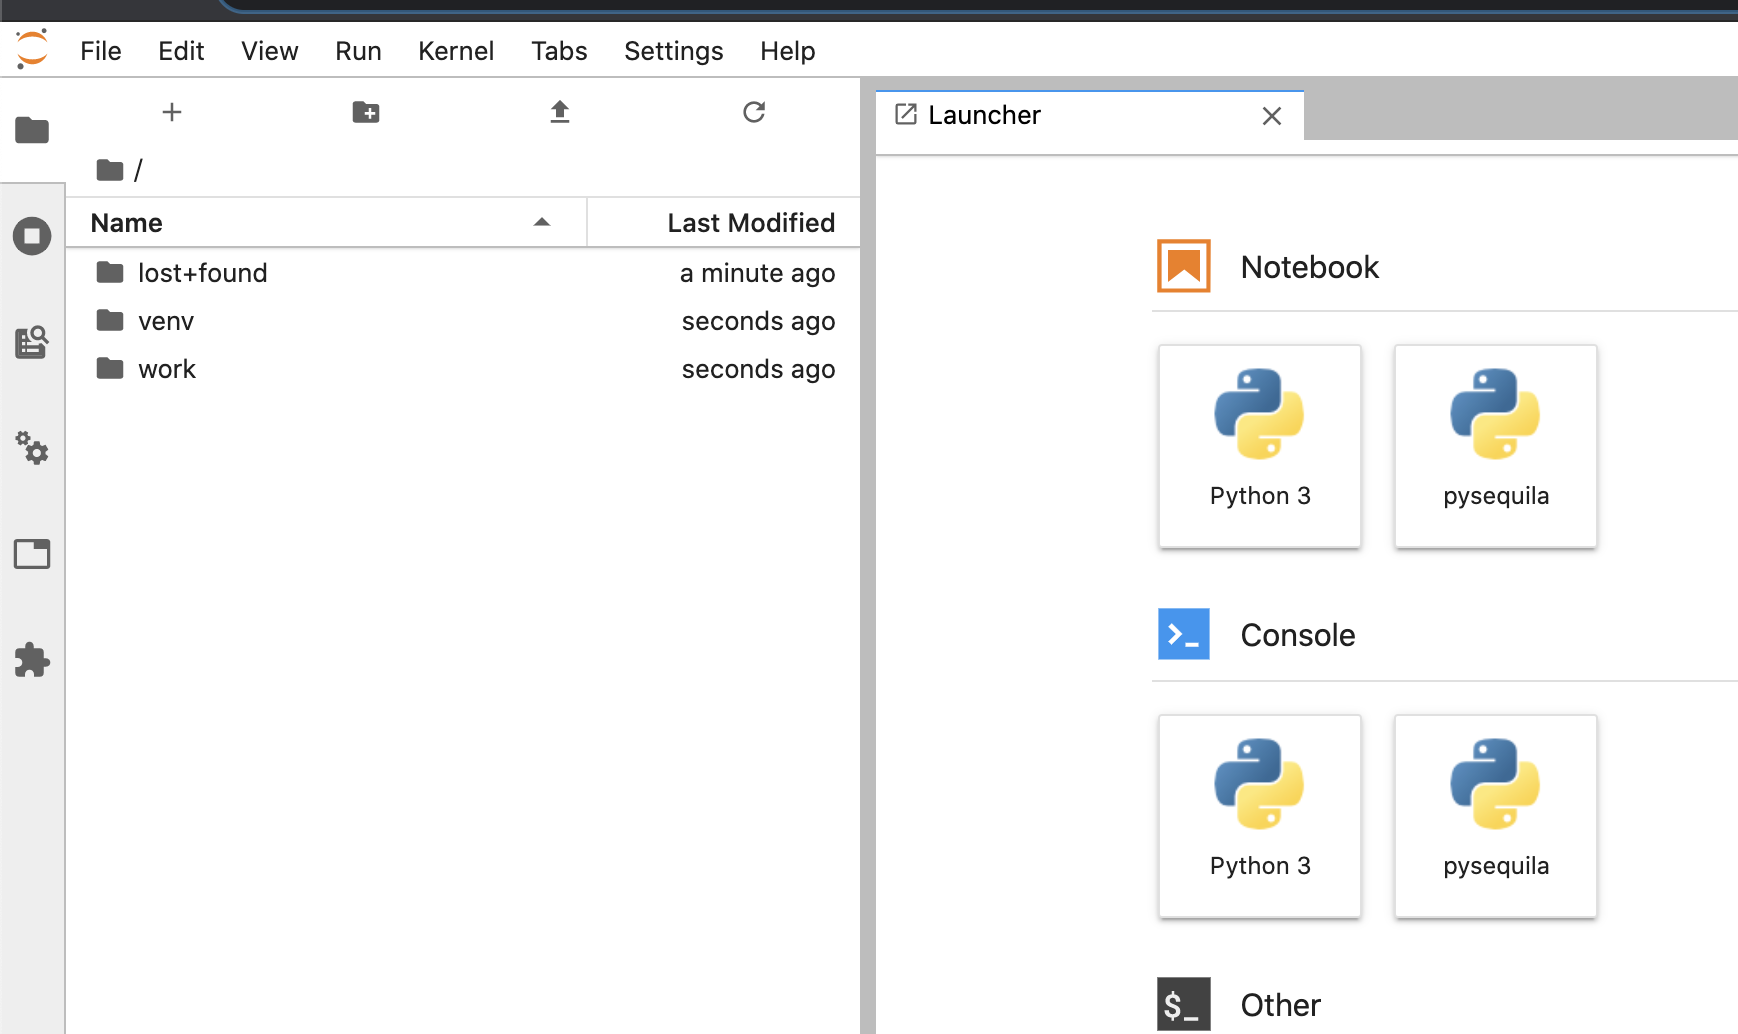 File Edit View Run Kernel Tabs Settings Help
Launcher
/
Name Last Modified
lost+found a minute ago
venv seconds ago
work seconds ago
Notebook
Python 3 pysequila
Console
Python 3 pysequila
$_ Other